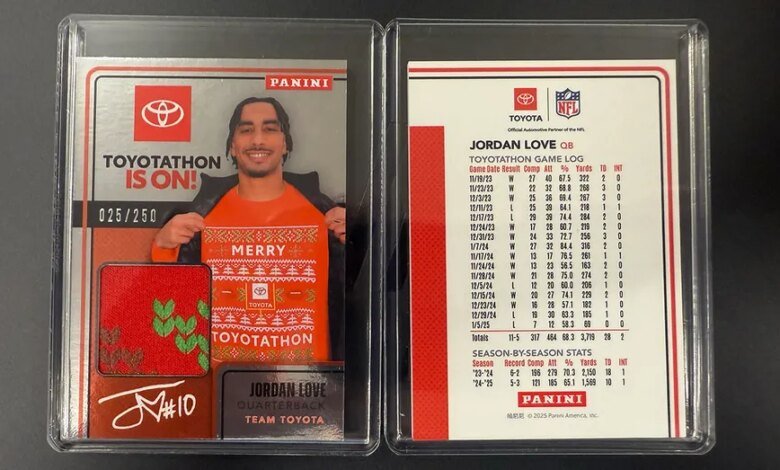 PANINI
TOYOTATHON
IS ON!
025/250
MERRY
TOYOTA
TOYOTATHON
JM#10
JORDAN LOVE
QUARTERBACK
TEAM TOYOTA
TOYOTA
NFL
Official Automotive Partner of the NFL
JORDAN LOVE QB
TOYOTATHON GAME LOG
Game Date Result Comp Att % Yards TD INT
11/19/23 W 27 40 67.5 322 2 0
11/23/23 W 22 32 68.8 268 3 0
12/3/23 W 25 36 69.4 267 3 0
12/11/23 L 25 39 64.1 218 1 1
12/17/23 L 29 39 74.4 284 2 0
12/24/23 W 17 28 60.7 219 2 0
12/31/23 W 24 33 72.7 256 3 0
1/7/24 W 27 32 84.4 316 2 0
11/17/24 W 13 17 76.5 261 1 1
11/24/24 W 13 23 56.5 163 2 0
11/28/24 W 21 28 75.0 274 2 0
12/5/24 L 12 20 60.0 206 1 0
12/15/24 W 20 27 74.1 229 2 0
12/23/24 W 16 28 57.1 182 1 0
12/29/24 L 19 30 63.3 185 1 0
1/5/25 L 7 12 58.3 69 0 0
Totals 11-5 317 464 68.3 3,719 28 2
SEASON-BY-SEASON STATS
Season Record Comp Att % Yards TD INT
'23-'24 6-2 196 279 70.3 2,150 18 1
'24-'25 5-3 121 185 65.1 1,569 10 1
PANINI
© 2025 Panini America, Inc.